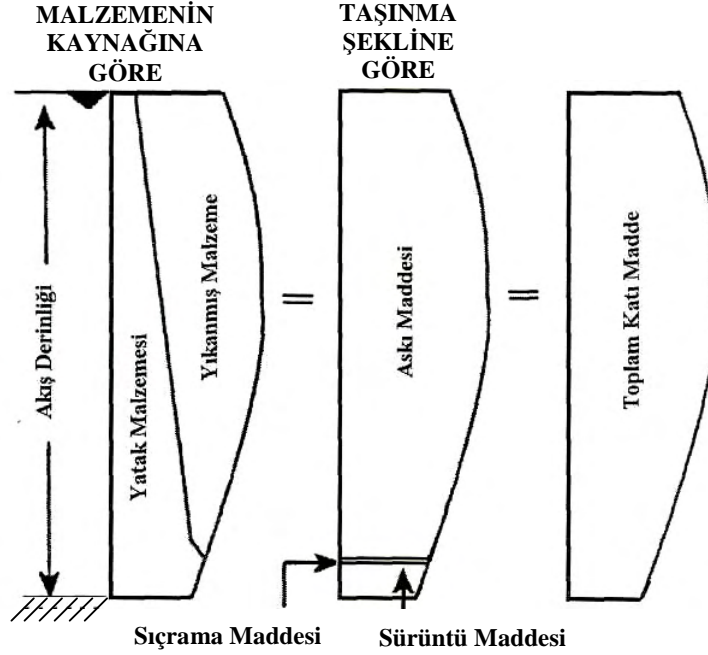 MALZEMENİN
KAYNAĞINA
GÖRE
TAŞINMA
ŞEKLİNE
GÖRE
Akış Derinliği
Yatak Malzemesi
Yıkanmış Malzeme
Askı Maddesi
Toplam Katı Madde
Sıçrama Maddesi
Sürüntü Maddesi